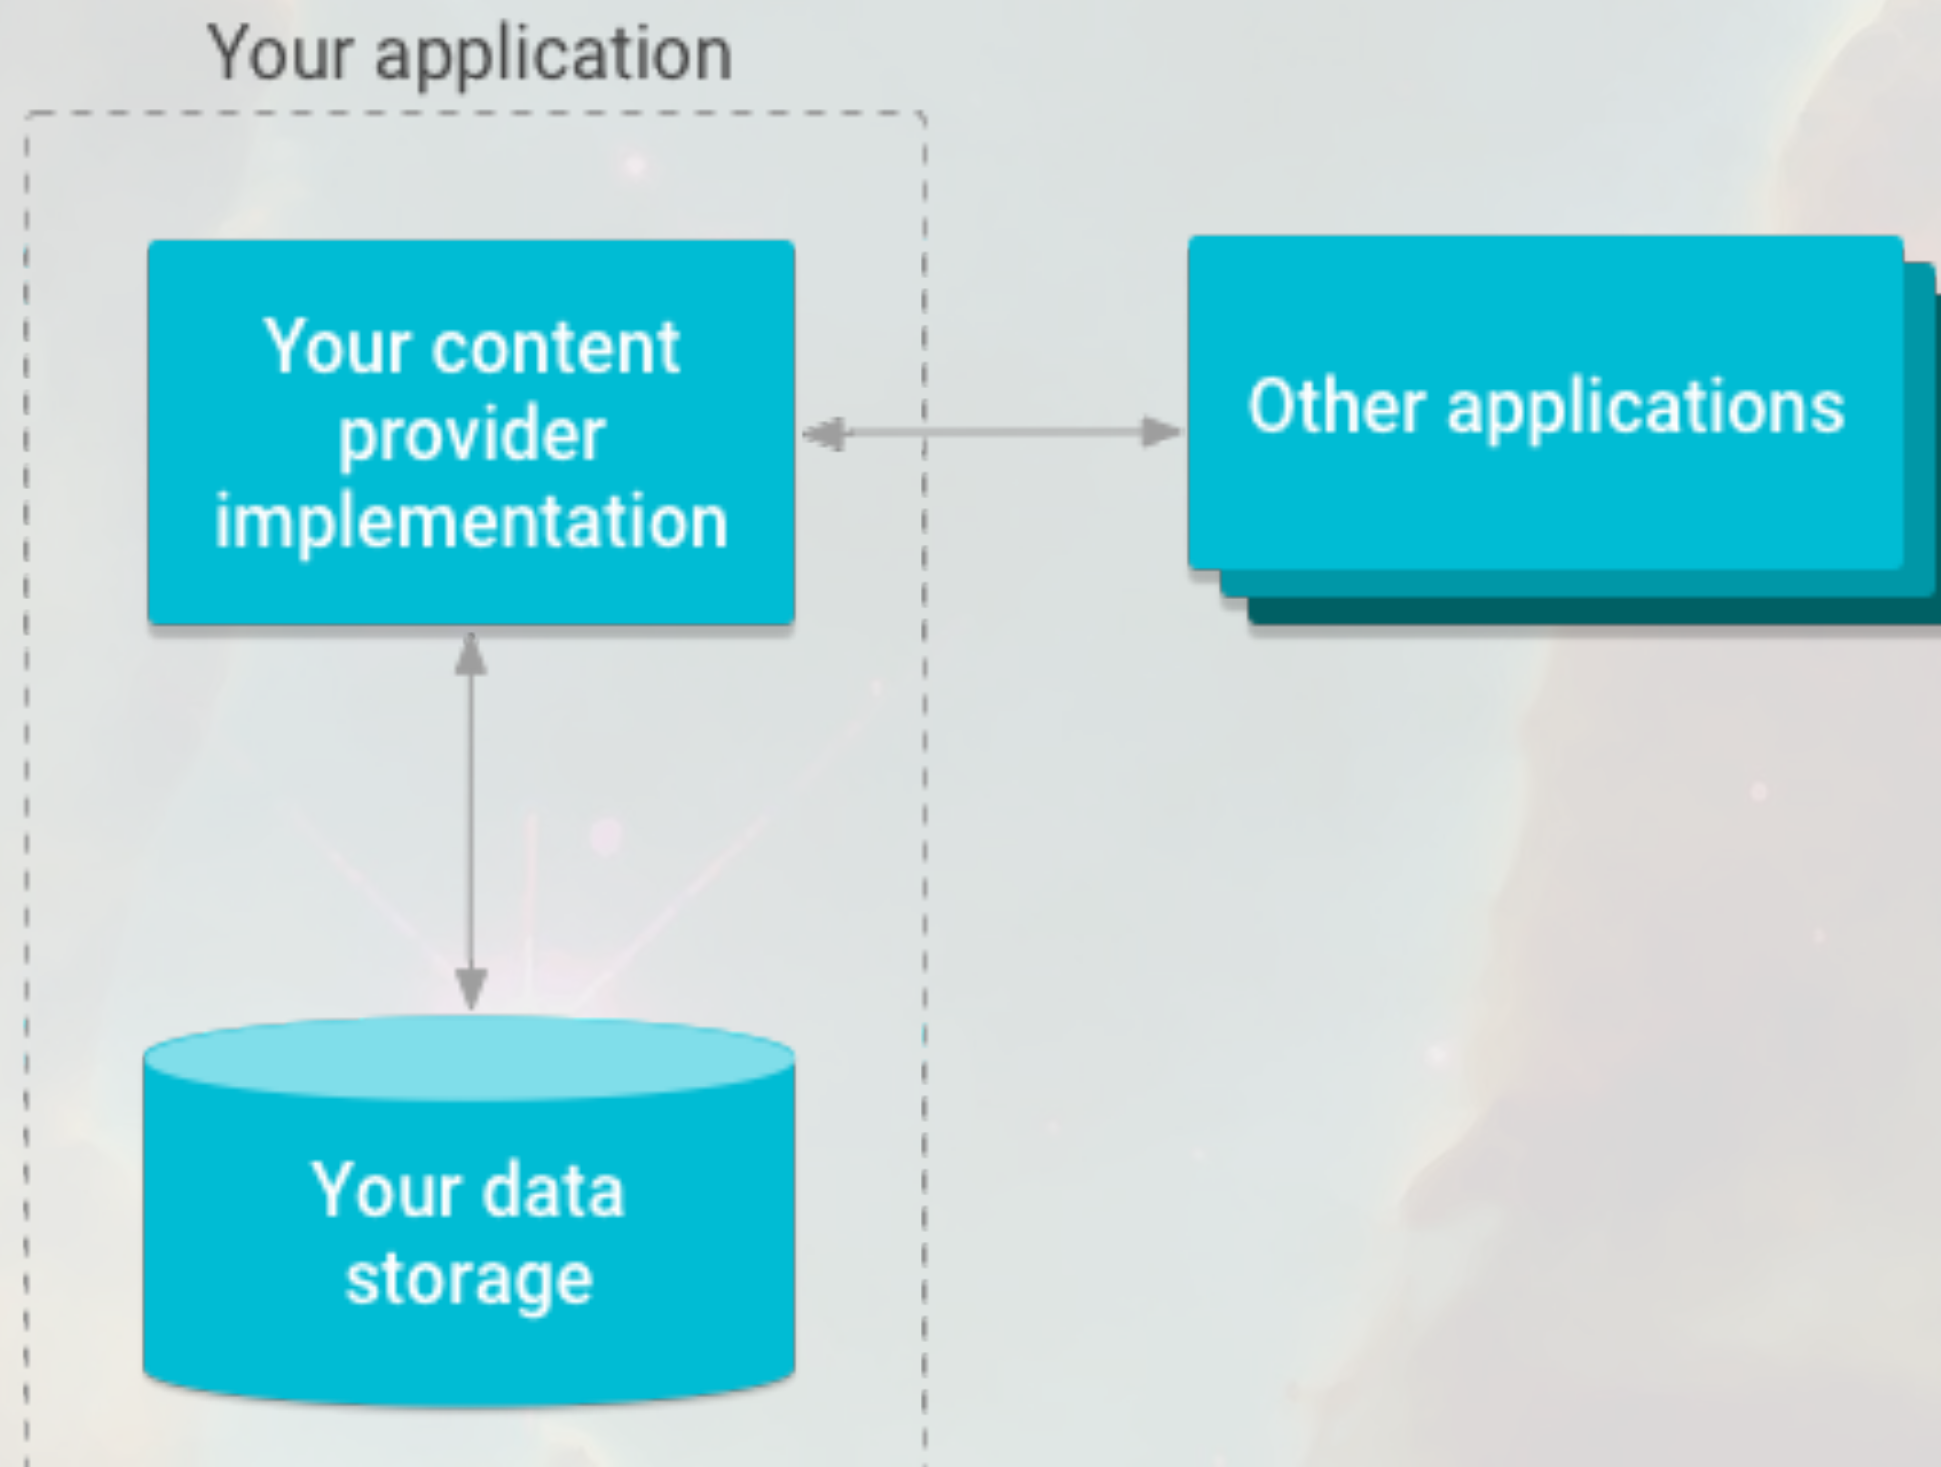 Your application
Your content
provider
implementation
Other applications
Your data
storage